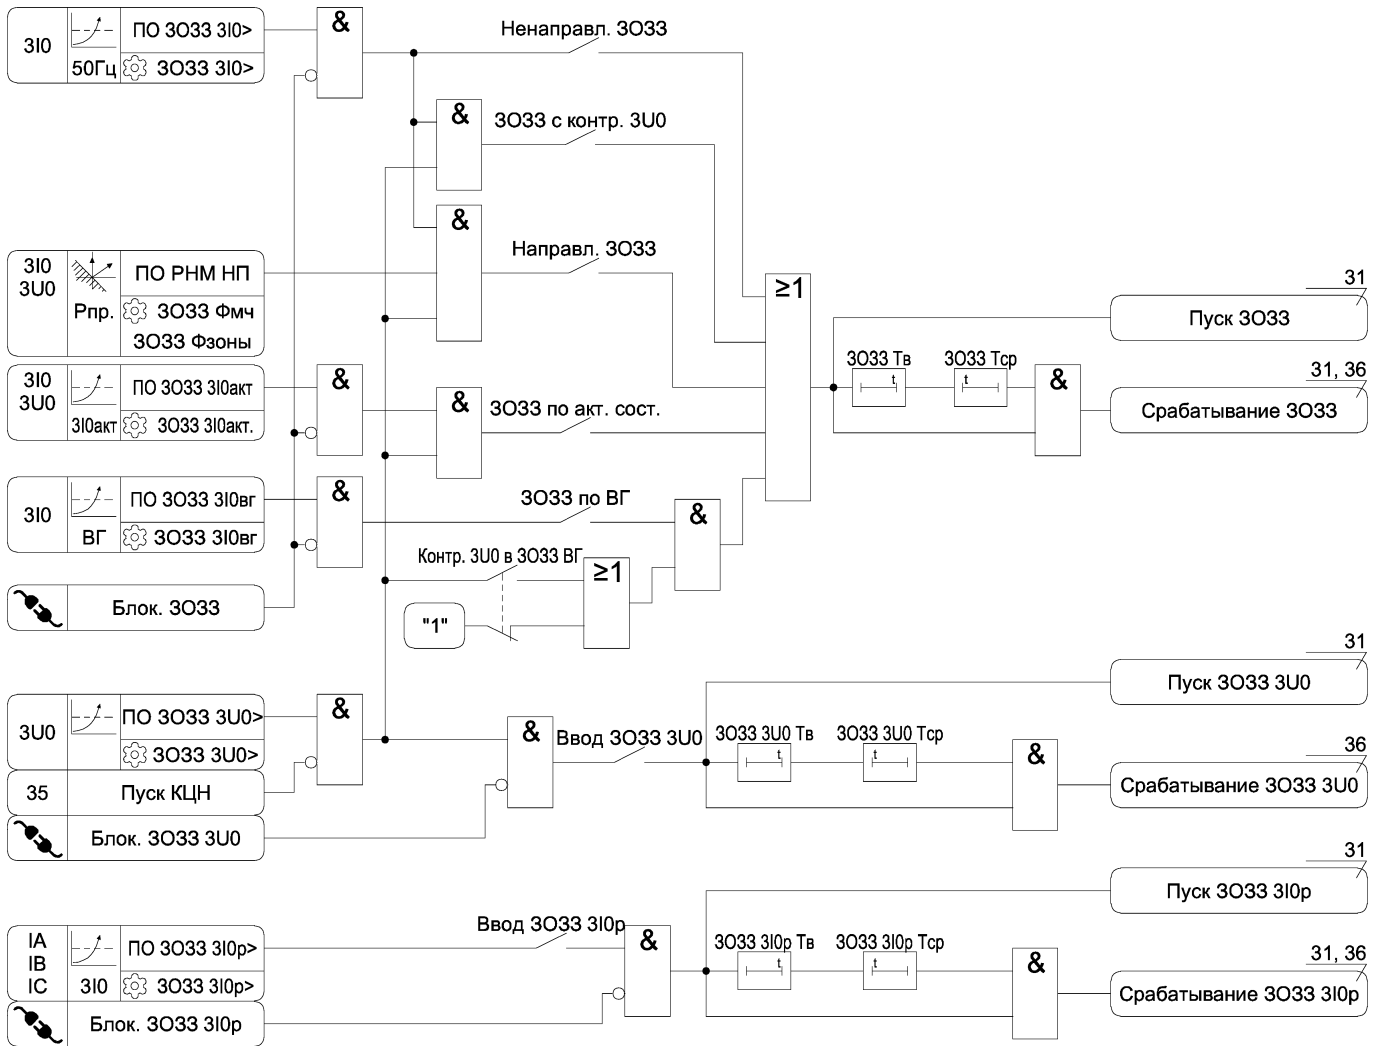 3I0
50Гц
ПО ЗОЗЗ 3I0>
ЗОЗЗ 3I0>
&
Ненаправл. ЗОЗЗ
&
ЗОЗЗ с контр. 3U0
&
Направл. ЗОЗЗ
3I0
3U0
Рпр.
ПО РНМ НП
ЗОЗЗ Фмч
ЗОЗЗ Фзоны
≥1
31
Пуск ЗОЗЗ
3I0
3U0
3I0акт
ПО ЗОЗЗ 3I0акт
ЗОЗЗ 3I0акт.
&
&
ЗОЗЗ по акт. сост.
ЗОЗЗ Тв
t
ЗОЗЗ Тср
t
&
31, 36
Срабатывание ЗОЗЗ
3I0
ВГ
ПО ЗОЗЗ 3I0вг
ЗОЗЗ 3I0вг
&
ЗОЗЗ по ВГ
&
Контр. 3U0 в ЗОЗЗ ВГ
≥1
Блок. ЗОЗЗ
"1"
31
Пуск ЗОЗЗ 3U0
3U0
ПО ЗОЗЗ 3U0>
ЗОЗЗ 3U0>
&
&
Ввод ЗОЗЗ 3U0
ЗОЗЗ 3U0 Тв
t
ЗОЗЗ 3U0 Тср
t
&
36
Срабатывание ЗОЗЗ 3U0
35
Пуск КЦН
Блок. ЗОЗЗ 3U0
31
Пуск ЗОЗЗ 3I0р
IA
IB
IC
3I0
ПО ЗОЗЗ 3I0р>
ЗОЗЗ 3I0р>
Ввод ЗОЗЗ 3I0р
&
ЗОЗЗ 3I0р Тв
t
ЗОЗЗ 3I0р Тср
t
&
31, 36
Срабатывание ЗОЗЗ 3I0р
Блок. ЗОЗЗ 3I0р